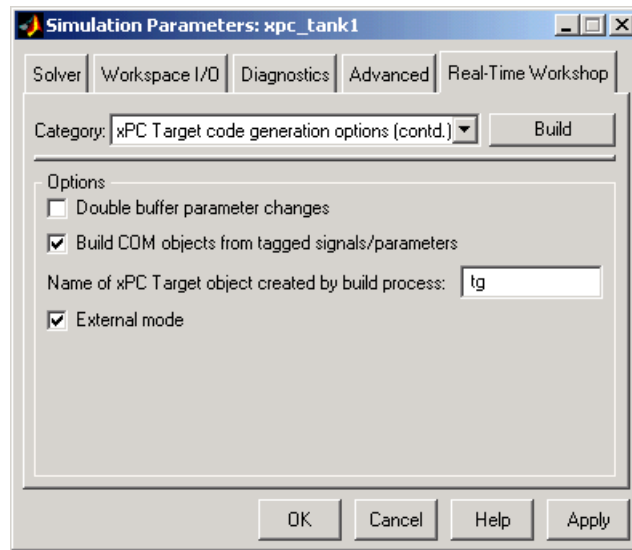 Simulation Parameters: xpc_tank1
Solver Workspace I/O Diagnostics Advanced Real-Time Workshop
Category: xPC Target code generation options (contd.) Build
Options
Double buffer parameter changes
Build COM objects from tagged signals/parameters
Name of xPC Target object created by build process: tg
External mode
OK Cancel Help Apply